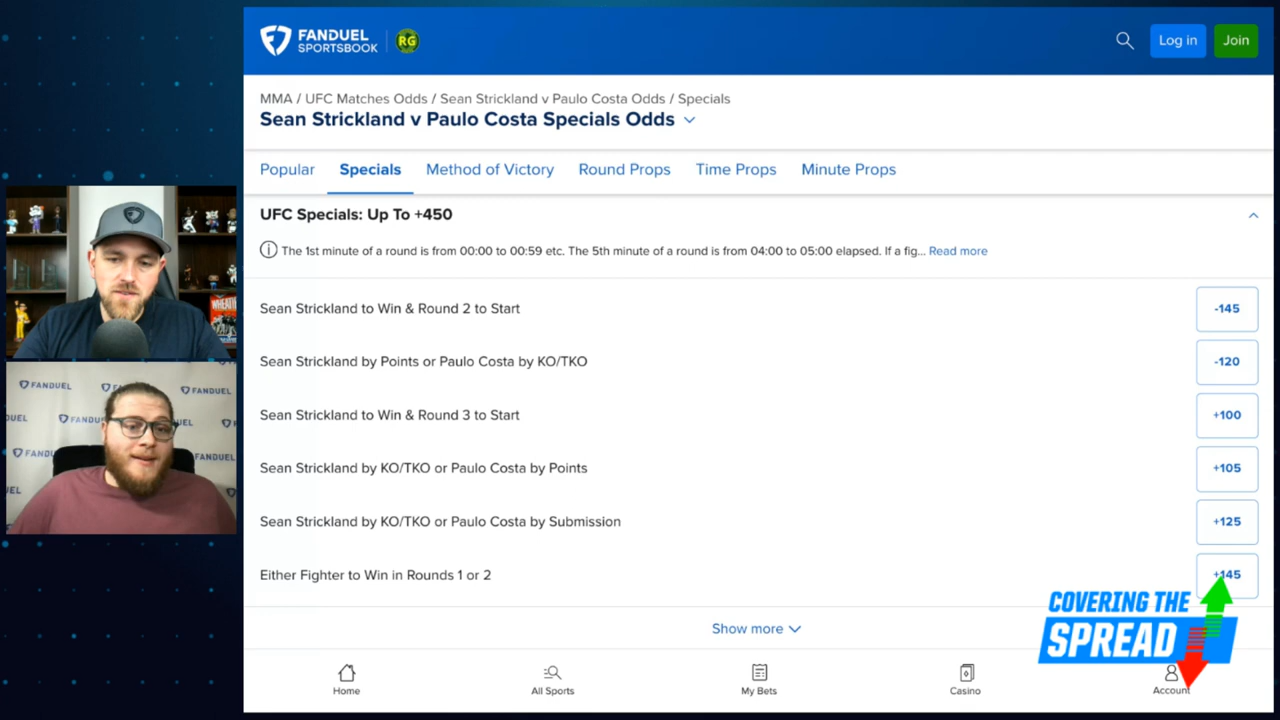 FANDUEL
SPORTSBOOK
RG
Log in
Join
MMA / UFC Matches Odds / Sean Strickland v Paulo Costa Odds / Specials
Sean Strickland v Paulo Costa Specials Odds
Popular
Specials
Method of Victory
Round Props
Time Props
Minute Props
UFC Specials: Up To +450
The 1st minute of a round is from 00:00 to 00:59 etc. The 5th minute of a round is from 04:00 to 05:00 elapsed. If a fig... Read more
Sean Strickland to Win & Round 2 to Start
-145
Sean Strickland by Points or Paulo Costa by KO/TKO
-120
Sean Strickland to Win & Round 3 to Start
+100
Sean Strickland by KO/TKO or Paulo Costa by Points
+105
Sean Strickland by KO/TKO or Paulo Costa by Submission
+125
Either Fighter to Win in Rounds 1 or 2
+145
Show more
COVERING THE
SPREAD
Home
All Sports
My Bets
Casino
Account
WHEATIES
FANDUEL
FANDUEL
FANDUEL